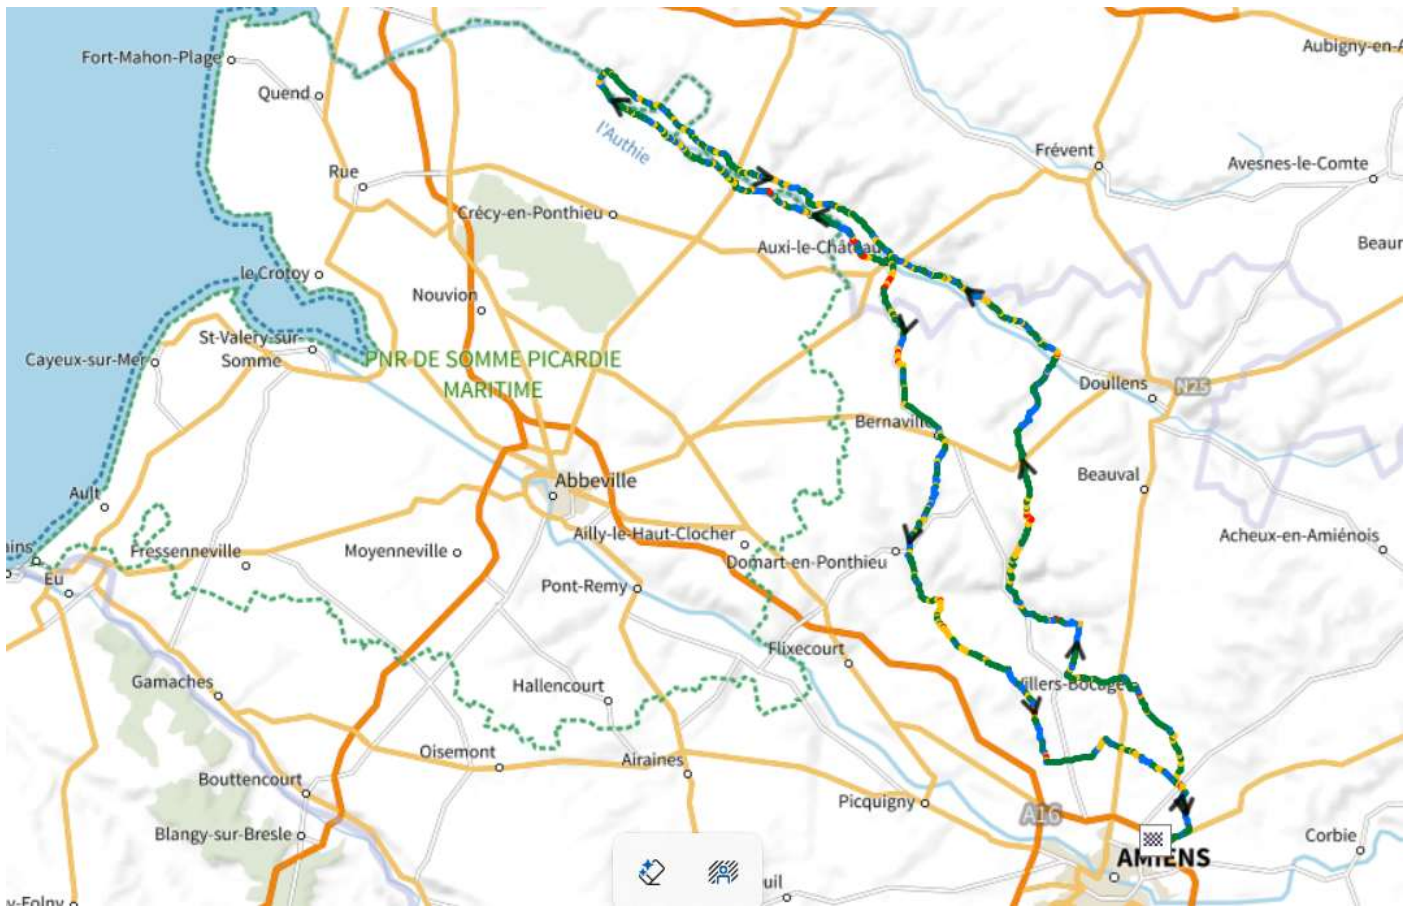 Fort-Mahon-Plage
Aubigny-en-A
Quend
l'Authie
Frévent
Avesnes-le-Comte
Rue
Crécy-en-Ponthieu
Auxi-le-Château
Beaur
le Crotoy
Nouvion
St-Valery-sur-
Somme
Cayeux-sur-Mer
PNR DE SOMME PICARDIE
MARITIME
Doullens
N25
Bernaville
Abbeville
Beauval
Ault
Ailly-le-Haut-Clocher
Acheux-en-Amiénois
ains
Fressenneville
Moyenneville
Domart-en-Ponthieu
Eu
Pont-Remy
Flixecourt
Gamaches
Hallencourt
Villers-Bocage
Oisemont
Airaines
Bouttencourt
Picquigny
A16
Blangy-sur-Bresle
Corbie
AMIENS
uil
y-Folny